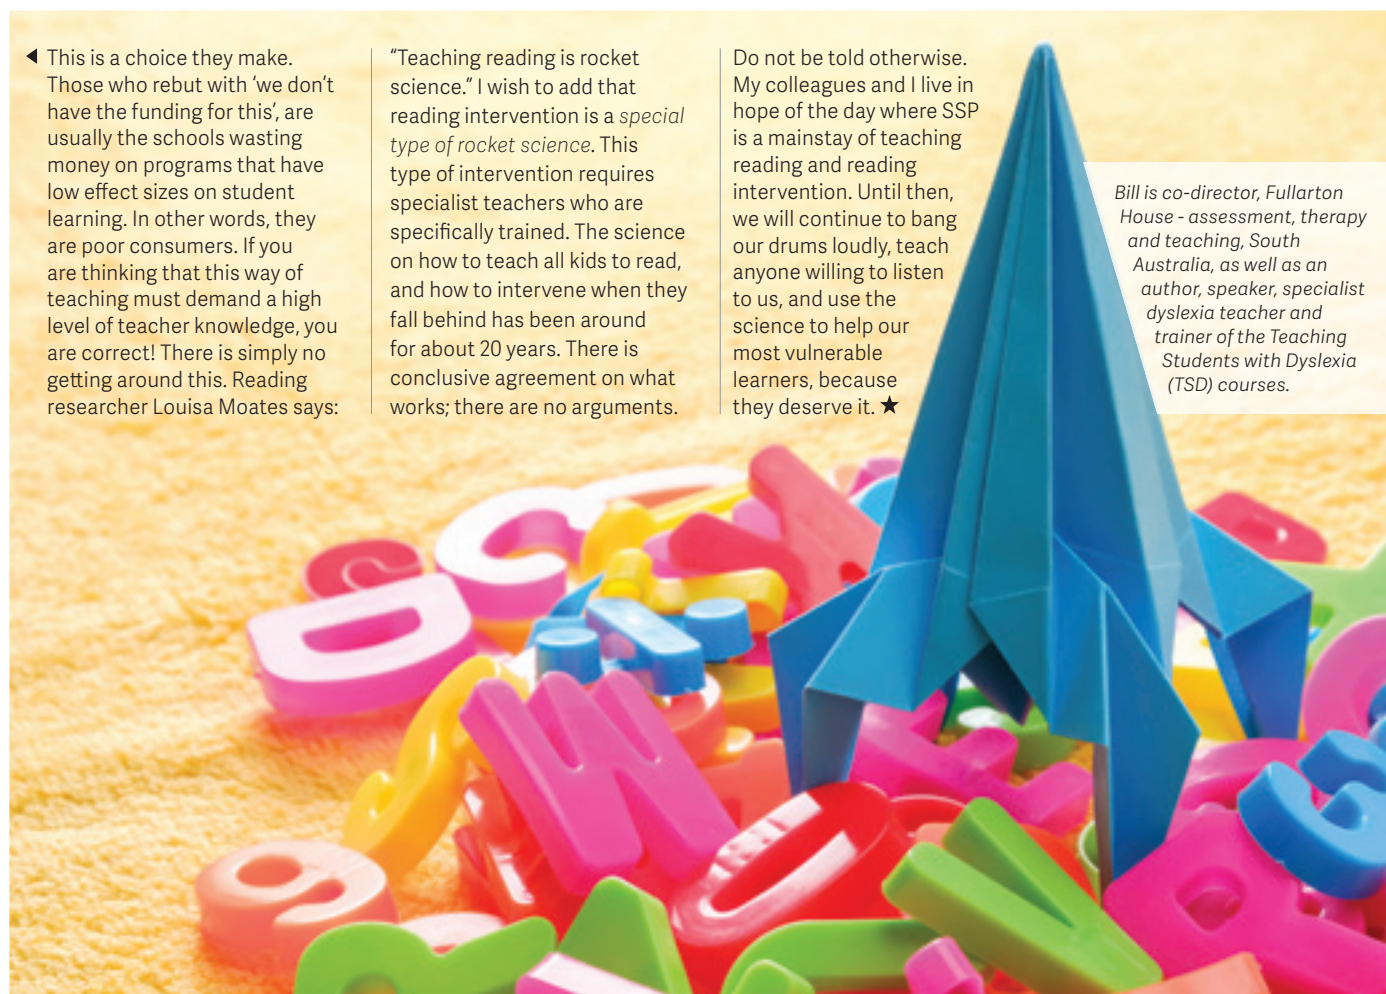 This is a choice they make.
Those who rebut with ‘we don’t
have the funding for this’, are
usually the schools wasting
money on programs that have
low effect sizes on student
learning. In other words, they
are poor consumers. If you
are thinking that this way of
teaching must demand a high
level of teacher knowledge, you
are correct! There is simply no
getting around this. Reading
researcher Louisa Moates says:
“Teaching reading is rocket
science.” I wish to add that
reading intervention is a special
type of rocket science. This
type of intervention requires
specialist teachers who are
specifically trained. The science
on how to teach all kids to read,
and how to intervene when they
fall behind has been around
for about 20 years. There is
conclusive agreement on what
works; there are no arguments.
Do not be told otherwise.
My colleagues and I live in
hope of the day where SSP
is a mainstay of teaching
reading and reading
intervention. Until then,
we will continue to bang
our drums loudly, teach
anyone willing to listen
to us, and use the
science to help our
most vulnerable
learners, because
they deserve it. ★
Bill is co-director, Fullarton
House - assessment, therapy
and teaching, South
Australia, as well as an
author, speaker, specialist
dyslexia teacher and
trainer of the Teaching
Students with Dyslexia
(TSD) courses.